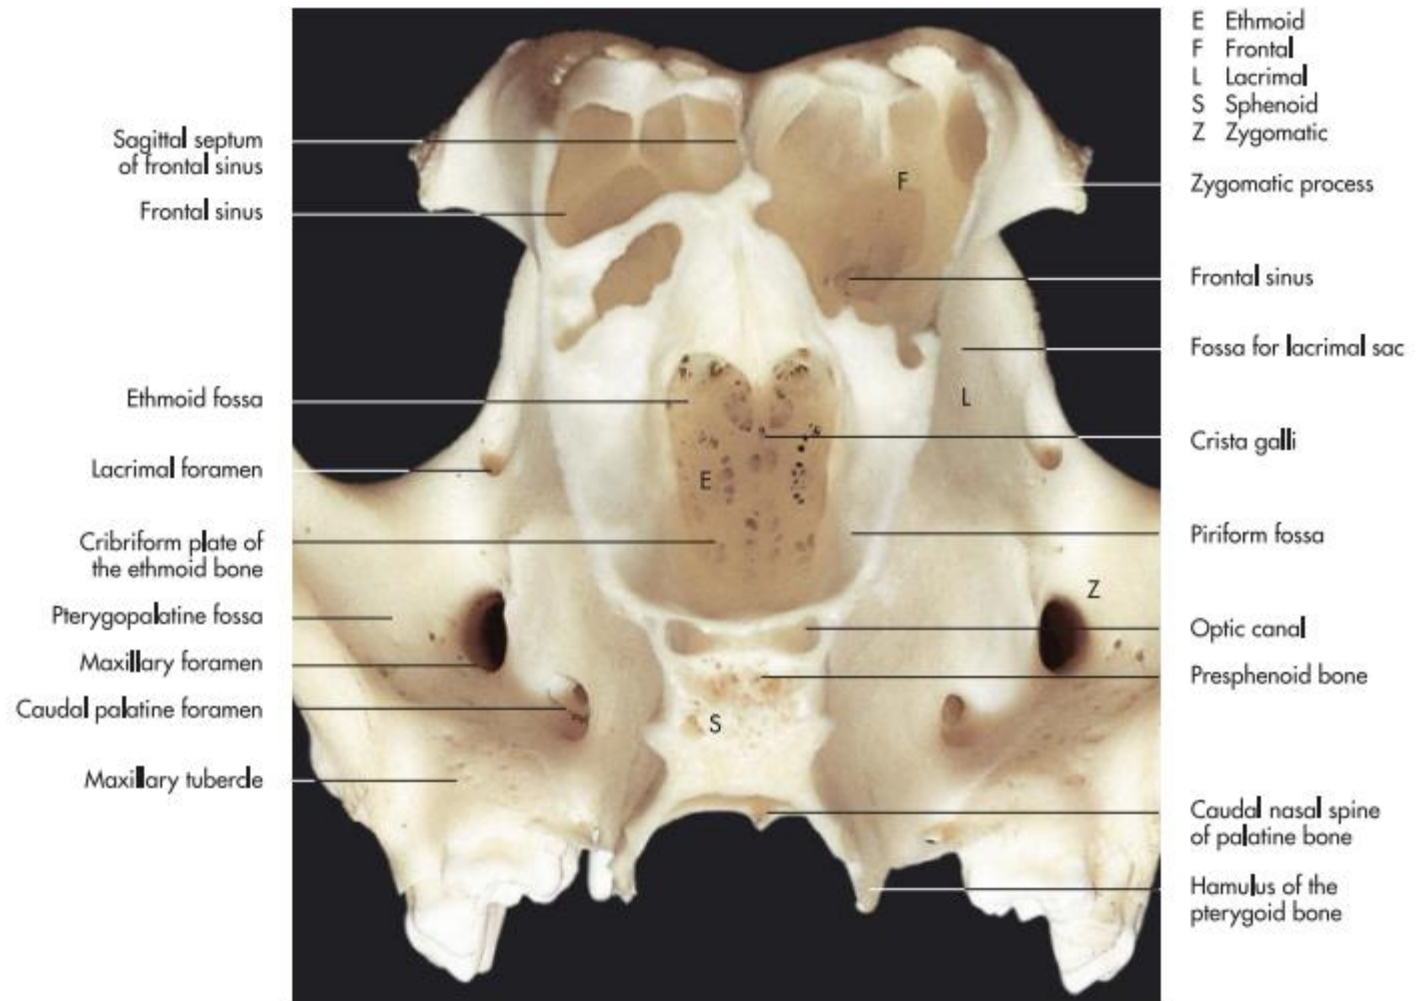 Sagittal septum
of frontal sinus
Frontal sinus
Ethmoid fossa
Lacrimal foramen
Cribriform plate of
the ethmoid bone
Pterygopalatine fossa
Maxillary foramen
Caudal palatine foramen
Maxillary tubercle
F
E
L
Z
S
E Ethmoid
F Frontal
L Lacrimal
S Sphenoid
Z Zygomatic
Zygomatic process
Frontal sinus
Fossa for lacrimal sac
Crista galli
Piriform fossa
Optic canal
Presphenoid bone
Caudal nasal spine
of palatine bone
Hamulus of the
pterygoid bone